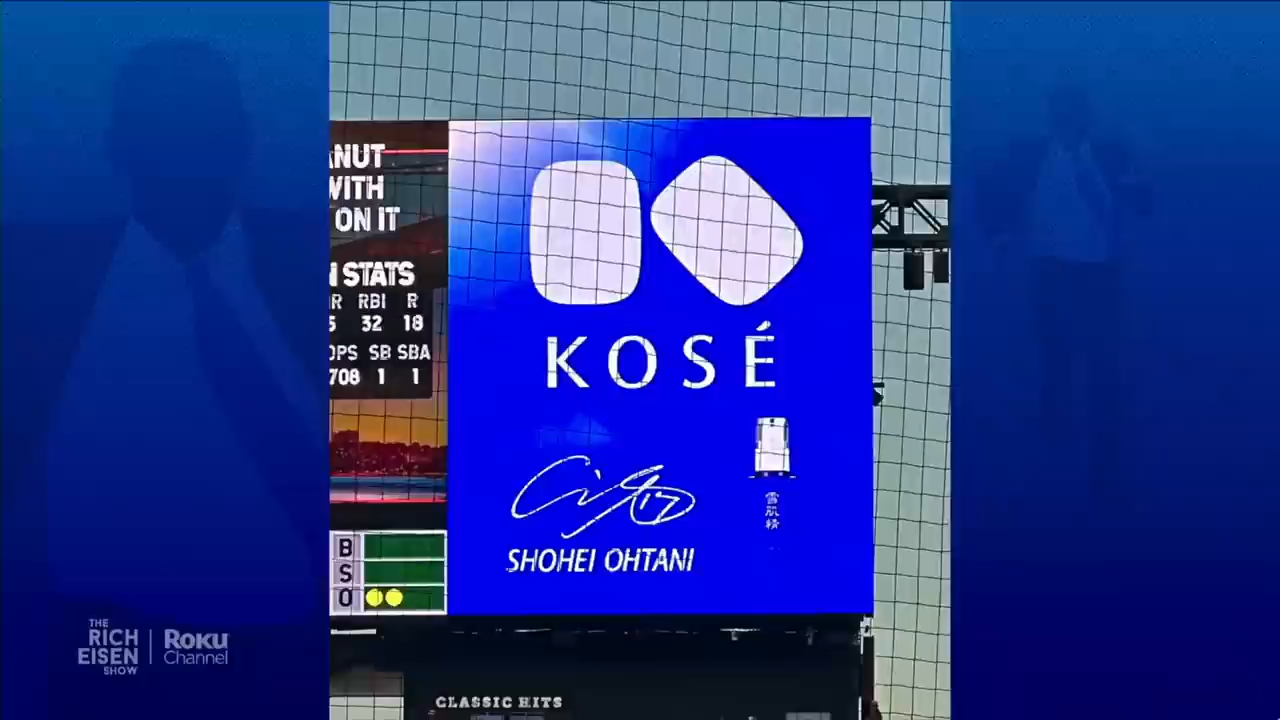 ANUT
WITH
ON IT
N STATS
R RBI R
5 32 18
OPS SB SBA
708 1 1
B
S
O
KOSÉ
17
SHOHEI OHTANI
雪
肌
精
CLASSIC HITS
THE
RICH
EISEN
SHOW
Roku
Channel